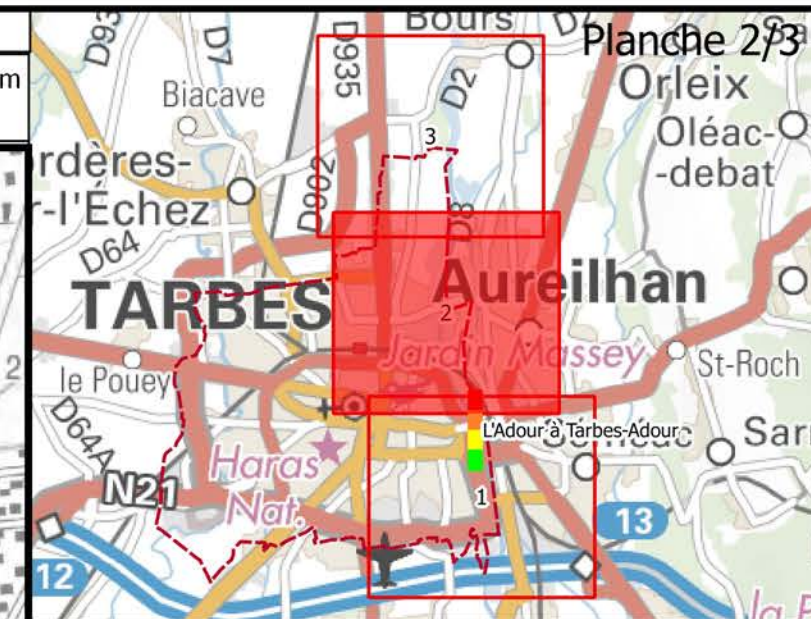 Bours
Planche 2/3
D93
D7
D935
D2
m
Biacave
Orleix
Oléac-
-debat
3
rdères-
r-l'Échez
D902
D64
D8
TARBES
Aureilhan
2
2
Jardin Massey
St-Roch
le Pouey
D64A
L'Adour à Tarbes-Adour
Haras
Nat.
N21
1
13
12